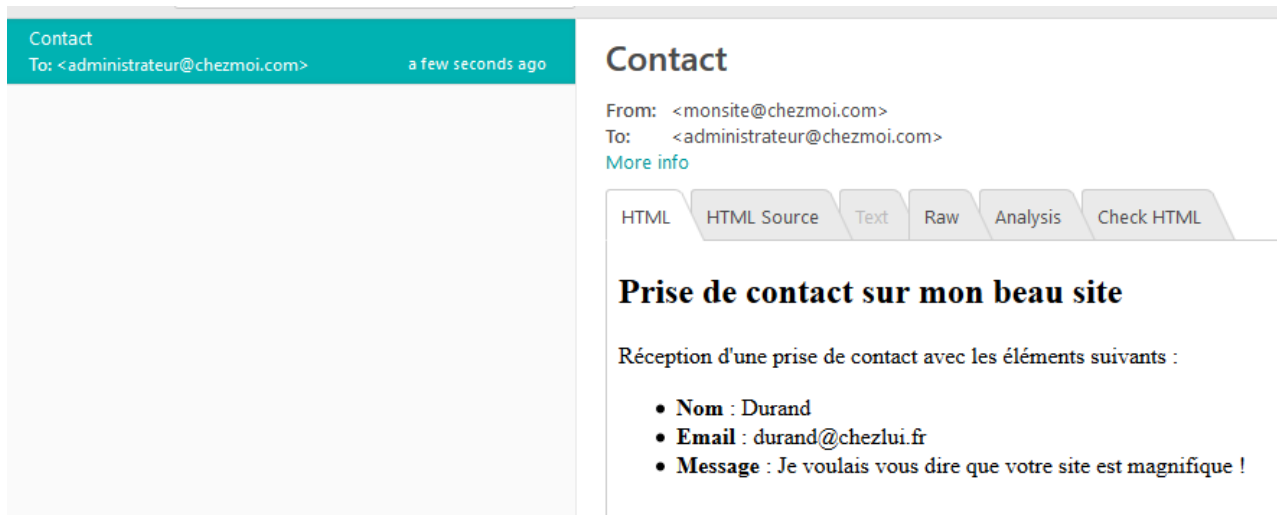 Contact
To: <administrateur@chezmoi.com> a few seconds ago
Contact
From: <monsite@chezmoi.com>
To: <administrateur@chezmoi.com>
More info
HTML HTML Source Text Raw Analysis Check HTML
Prise de contact sur mon beau site
Réception d'une prise de contact avec les éléments suivants :
• Nom : Durand
• Email : durand@chezlui.fr
• Message : Je voulais vous dire que votre site est magnifique !